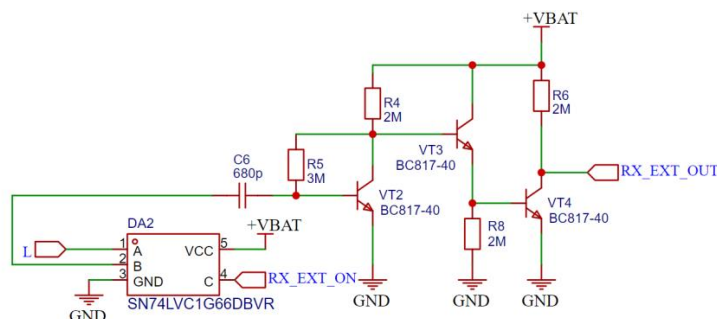 +VBAT
R4
2M
R6
2M
VT3
BC817-40
R5
3M
C6
680p
RX_EXT_OUT
VT2
BC817-40
VT4
BC817-40
DA2
+VBAT
R8
2M
L
1
A
VCC
5
2
B
3
GND
C
4
RX_EXT_ON
GND
SN74LVC1G66DBVR
GND
GND
GND